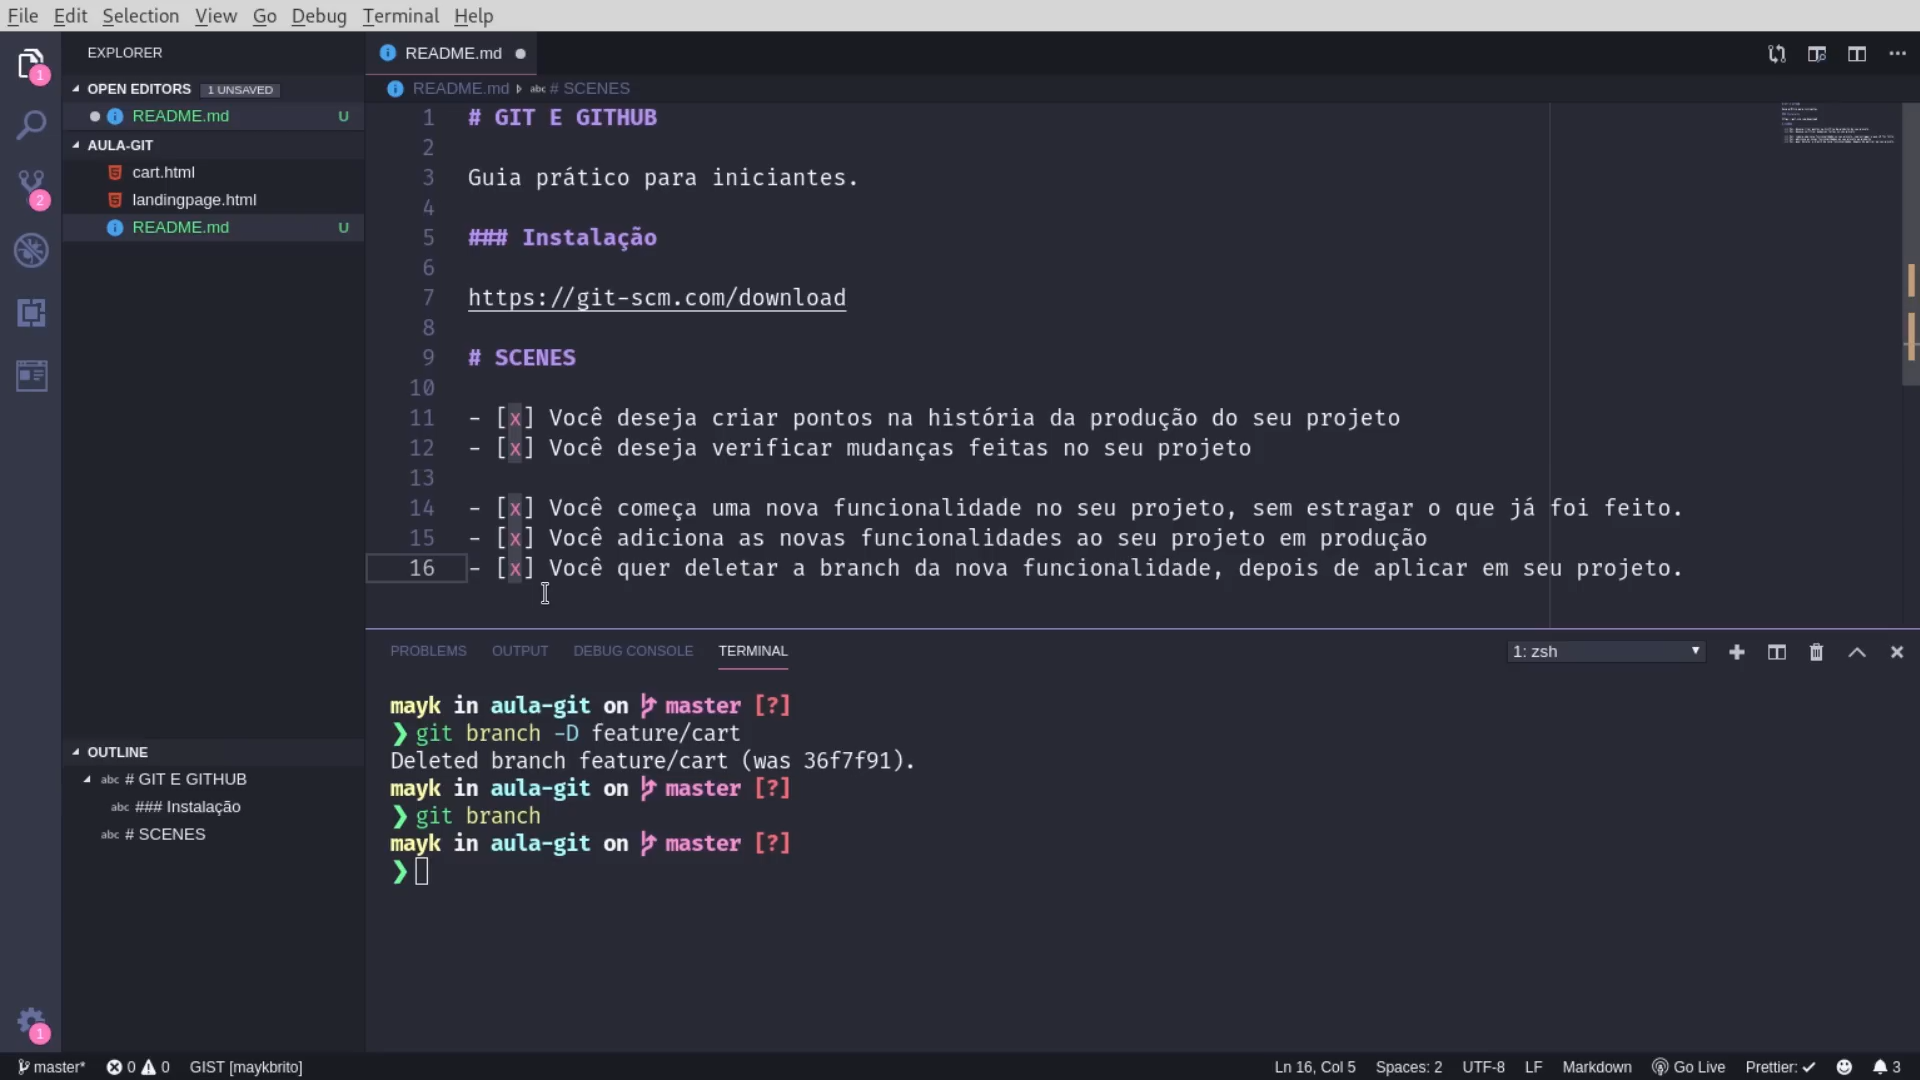 File Edit Selection View Go Debug Terminal Help
EXPLORER
OPEN EDITORS 1 UNSAVED
README.md U
AULA-GIT
cart.html
landingpage.html
README.md U
OUTLINE
abc # GIT E GITHUB
abc ### Instalação
abc # SCENES
README.md
README.md abc # SCENES
1 # GIT E GITHUB
2
3 Guia prático para iniciantes.
4
5 ### Instalação
6
7 https://git-scm.com/download
8
9 # SCENES
10
11 - [x] Você deseja criar pontos na história da produção do seu projeto
12 - [x] Você deseja verificar mudanças feitas no seu projeto
13
14 - [x] Você começa uma nova funcionalidade no seu projeto, sem estragar o que já foi feito.
15 - [x] Você adiciona as novas funcionalidades ao seu projeto em produção
16 - [x] Você quer deletar a branch da nova funcionalidade, depois de aplicar em seu projeto.
PROBLEMS OUTPUT DEBUG CONSOLE TERMINAL 1: zsh
mayk in aula-git on master [?]
❯ git branch -D feature/cart
Deleted branch feature/cart (was 36f7f91).
mayk in aula-git on master [?]
❯ git branch
mayk in aula-git on master [?]
❯
1
2
1
master* 0 0 GIST [maykbrito] Ln 16, Col 5 Spaces: 2 UTF-8 LF Markdown Go Live Prettier: ✓ 3